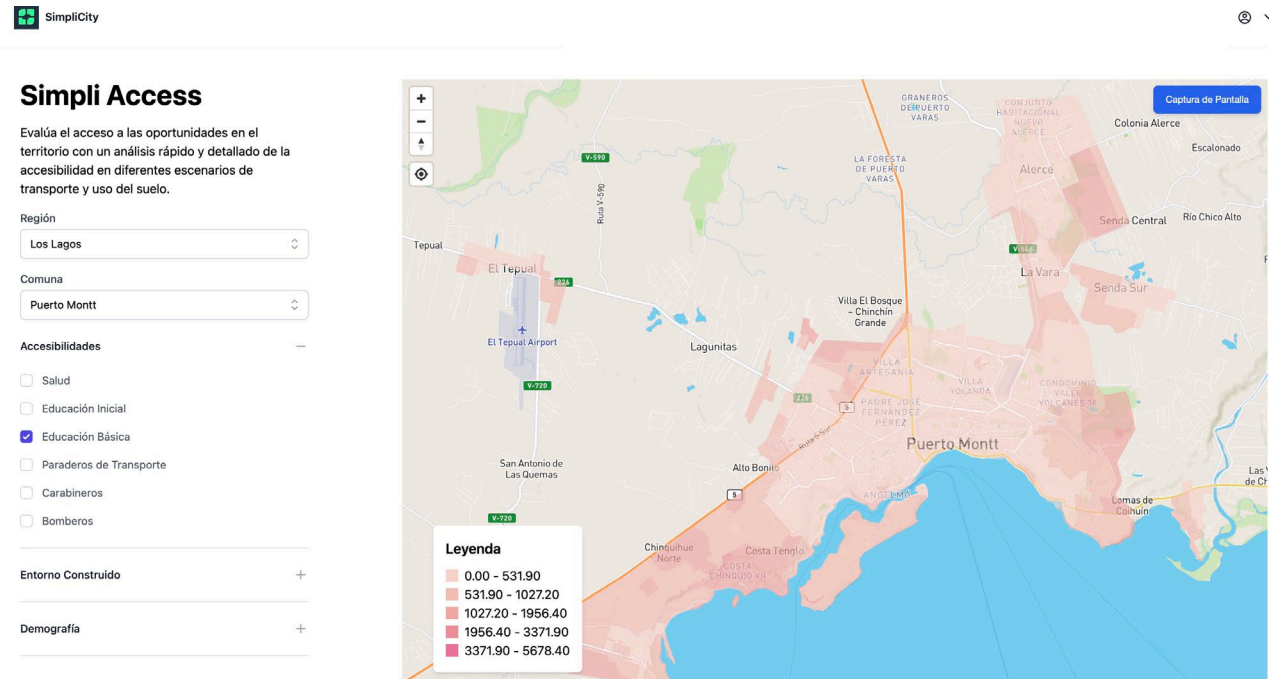 SimpliCity
Simpli Access
Evalúa el acceso a las oportunidades en el
territorio con un análisis rápido y detallado de la
accesibilidad en diferentes escenarios de
transporte y uso del suelo.
Región
Los Lagos
Comuna
Puerto Montt
Accesibilidades
Salud
Educación Inicial
Educación Básica
Paraderos de Transporte
Carabineros
Bomberos
Entorno Construido
Demografía
Captura de Pantalla
GRANEROS
DE PUERTO
VARAS
CONJUNTO
HABITACIONAL
NUEVO
ALERCE
Colonia Alerce
Escalonado
V-590
Ruta V-590
LA FORESTA
DE PUERTO
VARAS
Alerce
Senda Central
Río Chico Alto
Tepual
El Tepual
226
La Vara
Senda Sur
El Tepual Airport
Villa El Bosque
– Chinchín
Grande
Lagunitas
V-720
VILLA
ARTESANÍA
VILLA
YOLANDA
CONDOMINIO
VALLE
VOLCANES 3E
226
5
PADRE JOSÉ
FERNÁNDEZ
PÉREZ
Ruta 5 Sur
Puerto Montt
San Antonio de
Las Quemas
Alto Bonito
5
ANGELMÓ
Lomas de
Coihuín
V-720
Chinquihue
Norte
Costa Tenglo
COSTA
CHINQUIO VII
Leyenda
0.00 - 531.90
531.90 - 1027.20
1027.20 - 1956.40
1956.40 - 3371.90
3371.90 - 5678.40